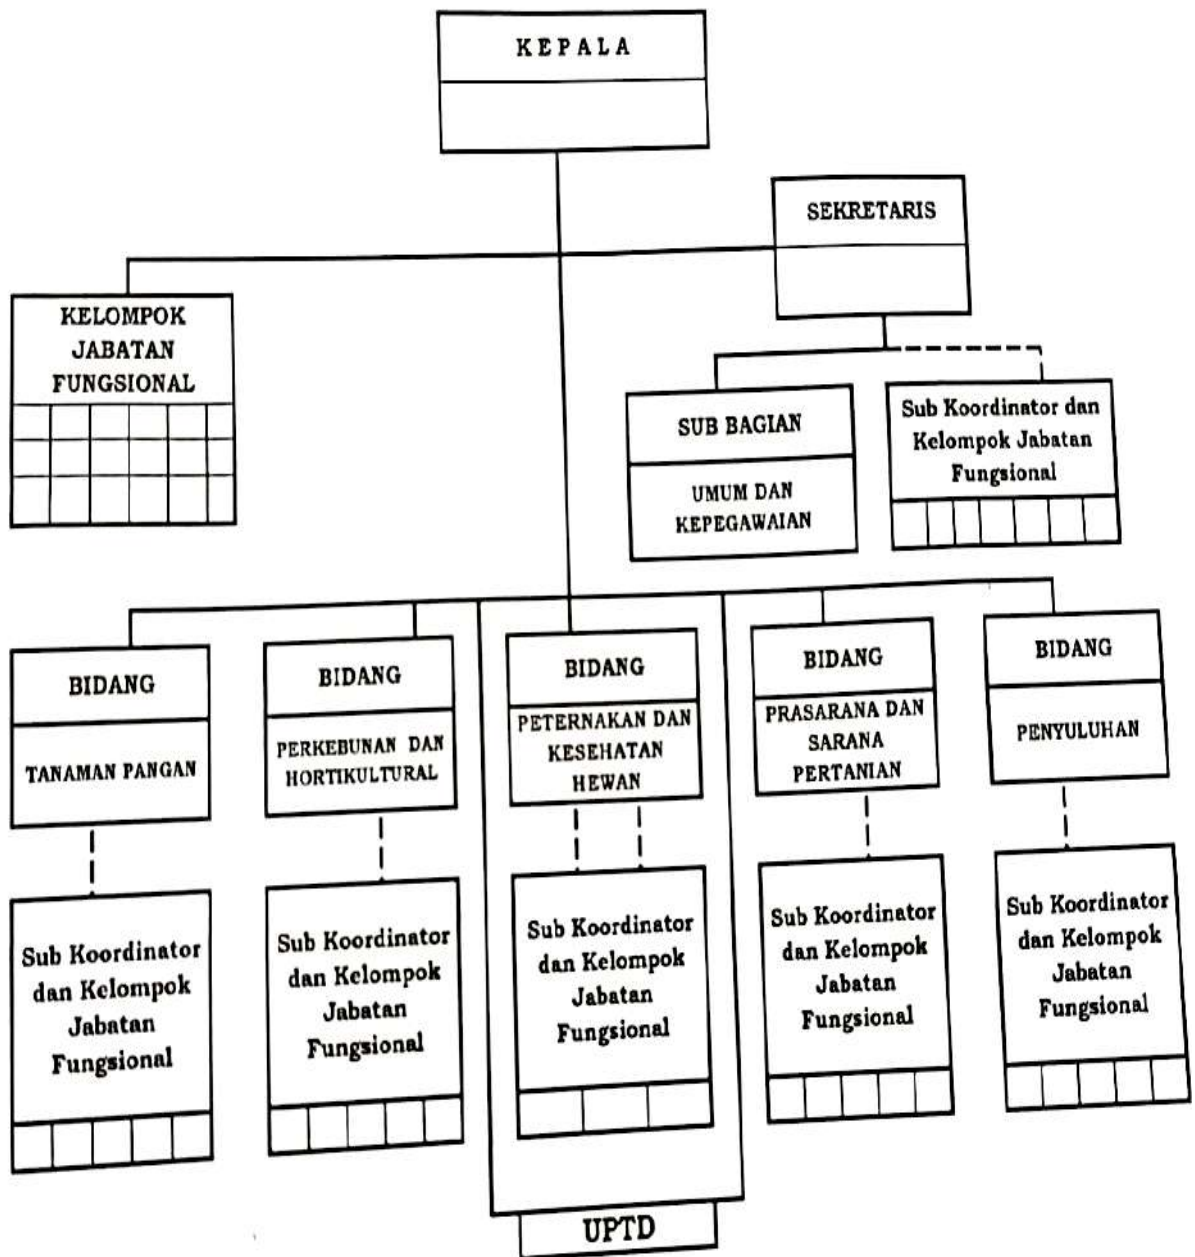 KEPALA
SEKRETARIS
KELOMPOK
JABATAN
FUNGSIONAL
SUB BAGIAN
UMUM DAN
KEPEGAWAIAN
Sub Koordinator dan
Kelompok Jabatan
Fungsional
BIDANG
TANAMAN PANGAN
BIDANG
PERKEBUNAN DAN
HORTIKULTURAL
BIDANG
PETERNAKAN DAN
KESEHATAN
HEWAN
BIDANG
PRASARANA DAN
SARANA
PERTANIAN
BIDANG
PENYULUHAN
Sub Koordinator
dan Kelompok
Jabatan
Fungsional
Sub Koordinator
dan Kelompok
Jabatan
Fungsional
Sub Koordinator
dan Kelompok
Jabatan
Fungsional
Sub Koordinator
dan Kelompok
Jabatan
Fungsional
Sub Koordinator
dan Kelompok
Jabatan
Fungsional
UPTD